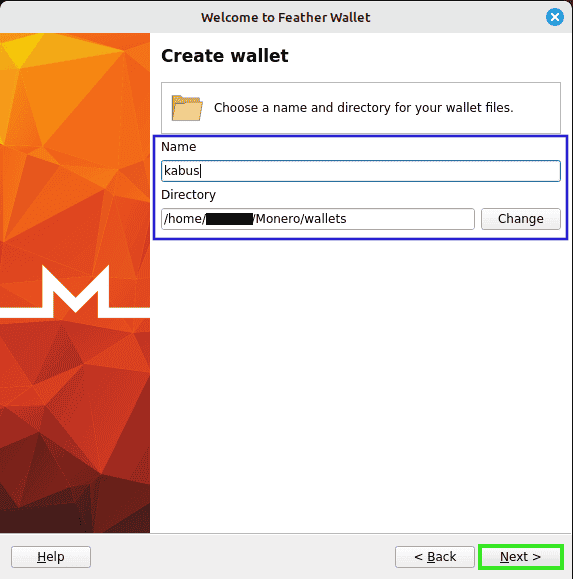 Welcome to Feather Wallet
Create wallet
Choose a name and directory for your wallet files.
Name
kabus
Directory
/home/ /Monero/wallets
Change
Help
< Back
Next >